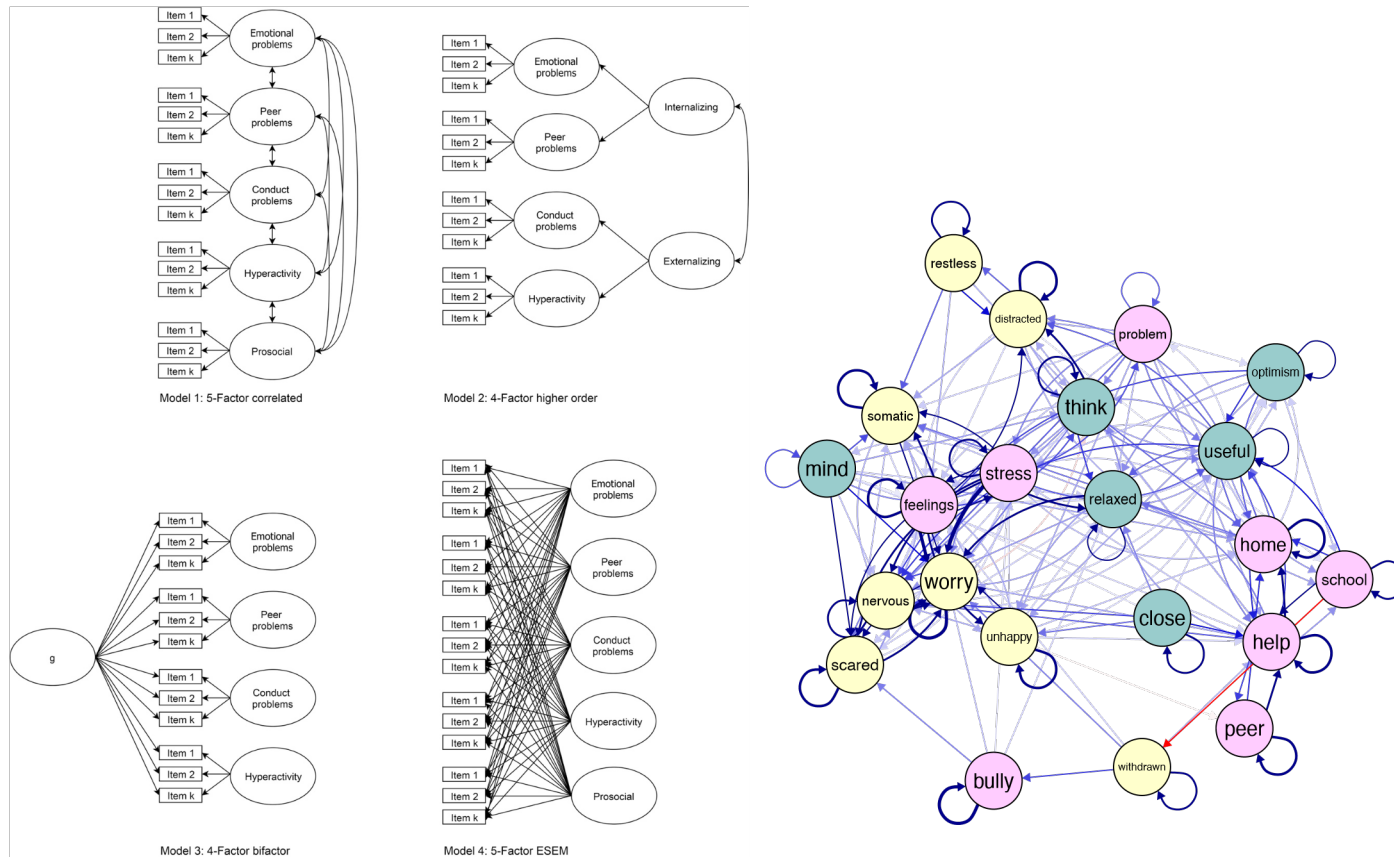 Item 1
Item 2
Item k
Emotional
problems
Item 1
Item 2
Item k
Peer
problems
Item 1
Item 2
Item k
Conduct
problems
Item 1
Item 2
Item k
Hyperactivity
Item 1
Item 2
Item k
Prosocial
Model 1: 5-Factor correlated
Item 1
Item 2
Item k
Emotional
problems
Item 1
Item 2
Item k
Peer
problems
Internalizing
Item 1
Item 2
Item k
Conduct
problems
Item 1
Item 2
Item k
Hyperactivity
Externalizing
Model 2: 4-Factor higher order
g
Item 1
Item 2
Item k
Emotional
problems
Item 1
Item 2
Item k
Peer
problems
Item 1
Item 2
Item k
Conduct
problems
Item 1
Item 2
Item k
Hyperactivity
Model 3: 4-Factor bifactor
Item 1
Item 2
Item k
Emotional
problems
Item 1
Item 2
Item k
Peer
problems
Item 1
Item 2
Item k
Conduct
problems
Item 1
Item 2
Item k
Hyperactivity
Item 1
Item 2
Item k
Prosocial
Model 4: 5-Factor ESEM
restless
distracted
problem
optimism
think
somatic
useful
mind
stress
relaxed
feelings
home
school
worry
nervous
close
unhappy
help
scared
peer
withdrawn
bully